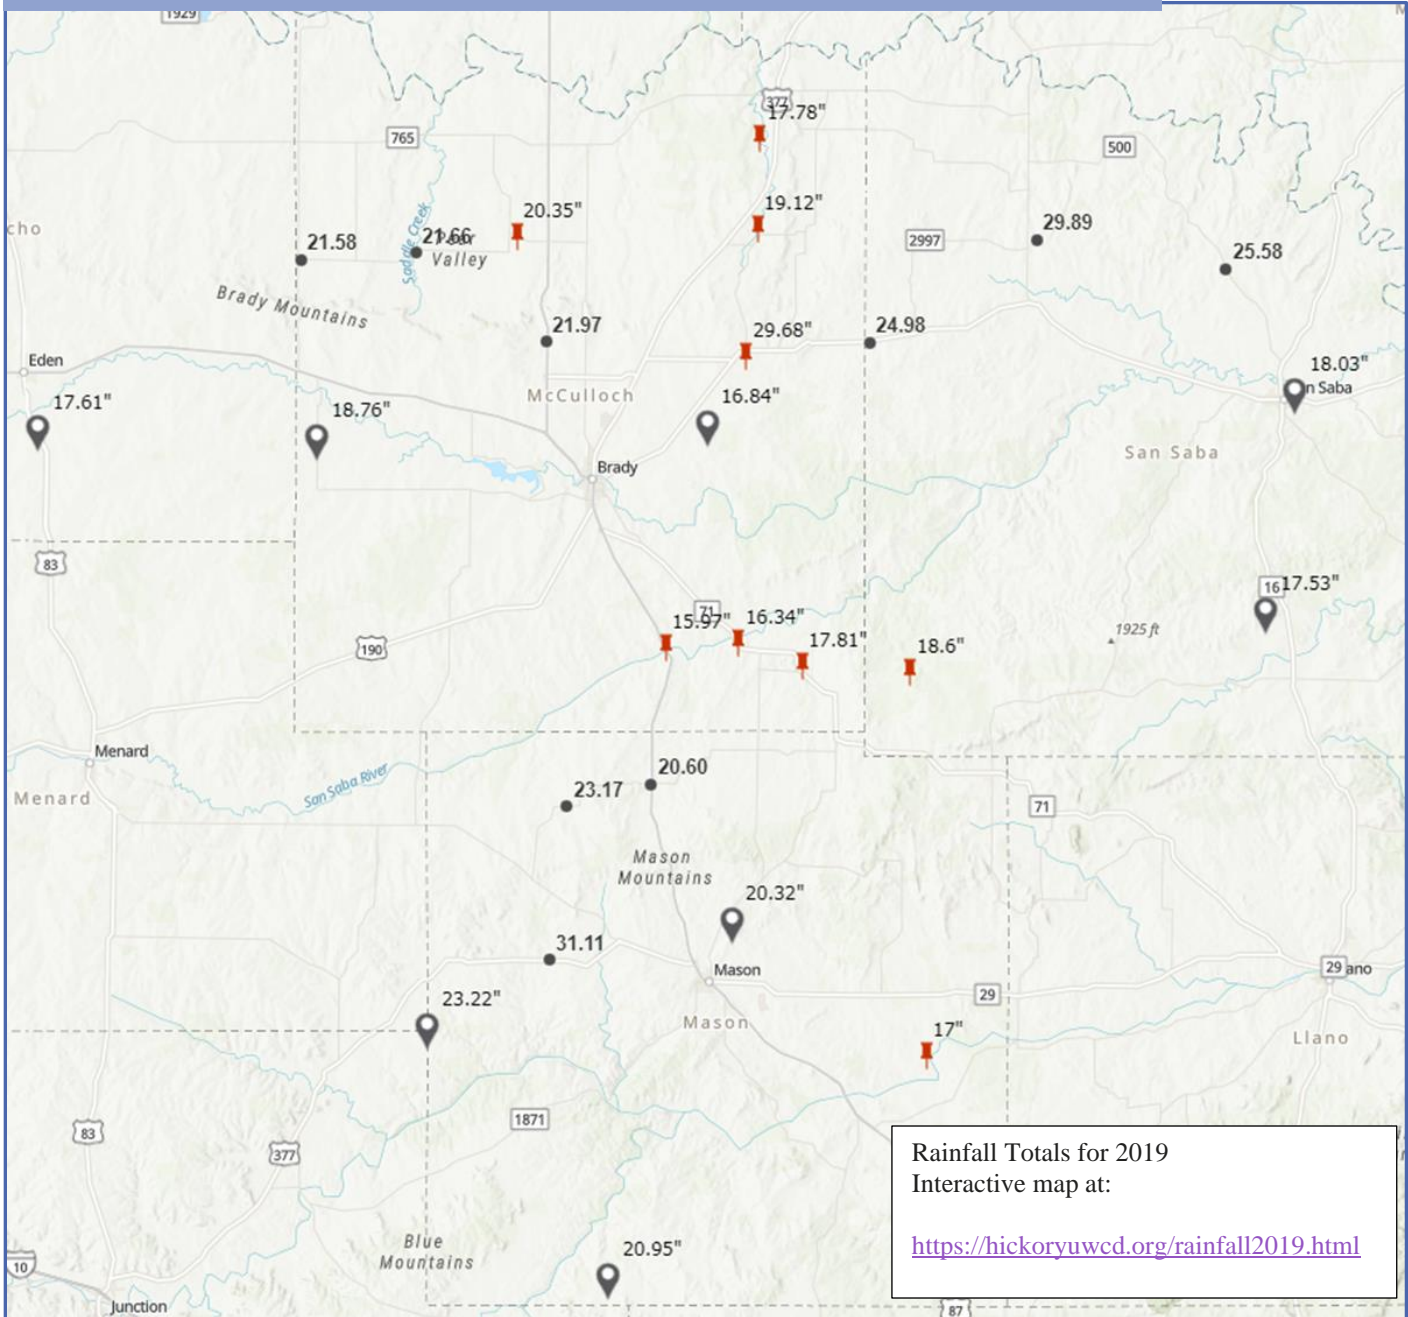 1929
377
17.78"
765
500
19.12"
20.35"
29.89
cho
2997
21.58
21.66
25.58
Valley
Saddle Creek
Brady Mountains
21.97
29.68"
24.98
Eden
18.03"
McCulloch
16.84"
n Saba
17.61"
18.76"
San Saba
Brady
83
16
17.53"
71
15.97"
16.34"
17.81"
1925 ft
18.6"
190
Menard
20.60
San Saba River
23.17
Menard
71
Mason
Mountains
20.32"
31.11
Mason
29
ano
29
23.22"
Mason
17"
Llano
1871
83
377
Rainfall Totals for 2019
Interactive map at:
https://hickoryuwcd.org/rainfall2019.html
Blue
Mountains
20.95"
10
Junction
87